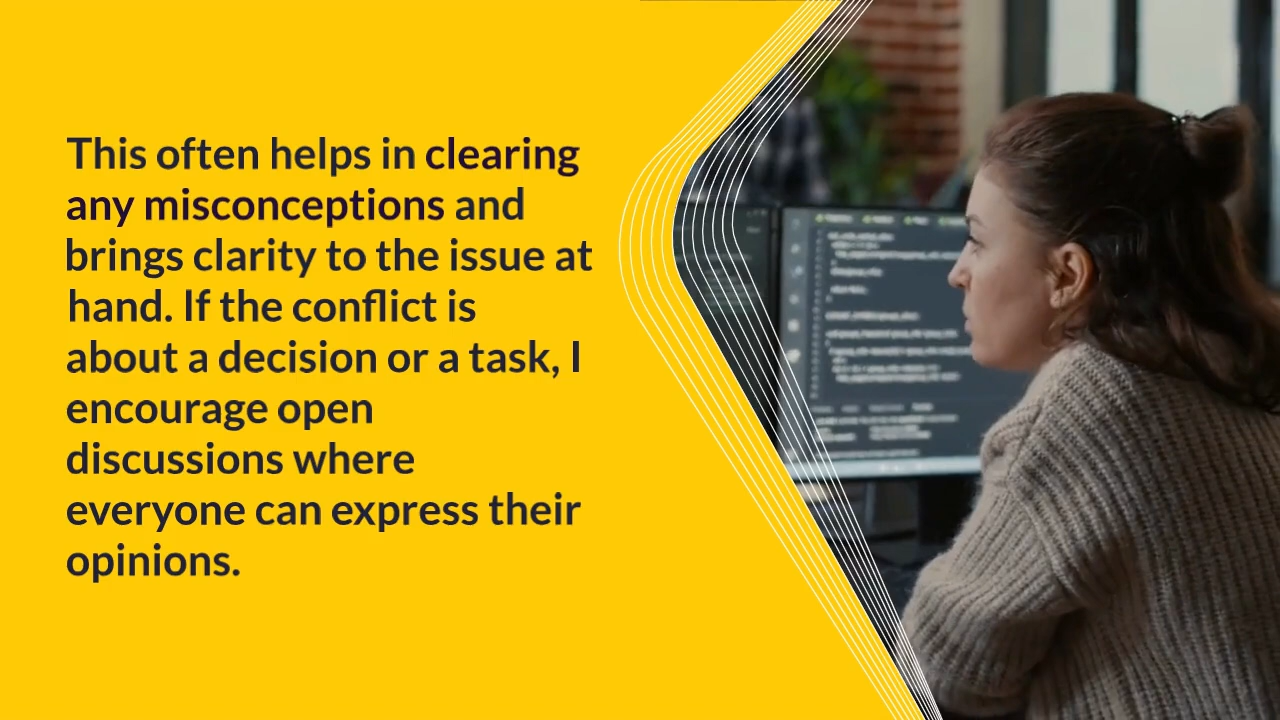 This often helps in clearing
any misconceptions and
brings clarity to the issue at
hand. If the conflict is
about a decision or a task, I
encourage open
discussions where
everyone can express their
opinions.